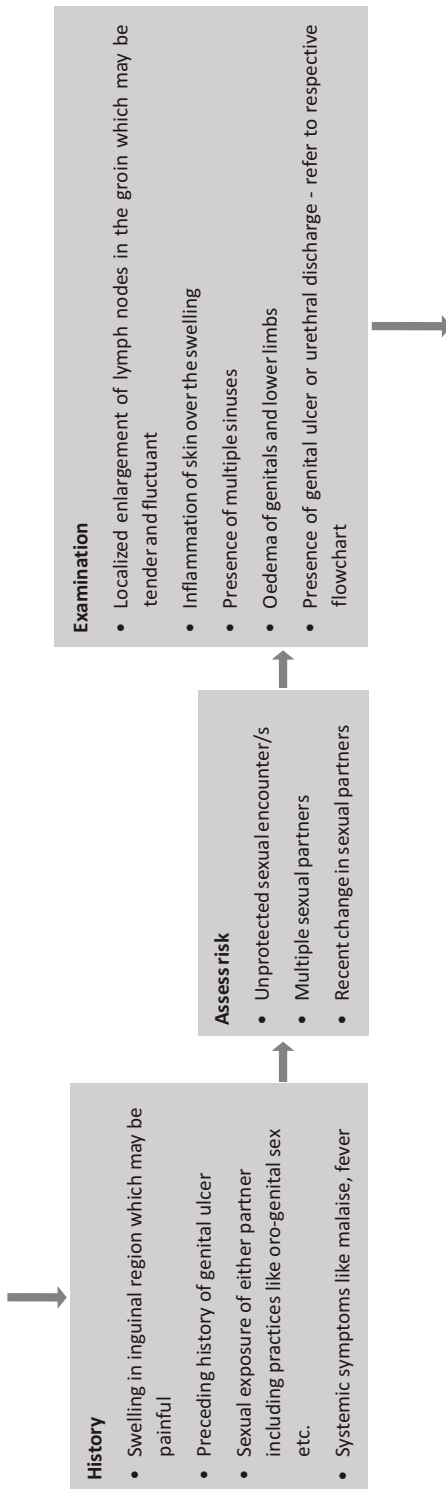 History
• Swelling in inguinal region which may be
painful
• Preceding history of genital ulcer
• Sexual exposure of either partner
including practices like oro-genital sex
etc.
• Systemic symptoms like malaise, fever
Assess risk
• Unprotected sexual encounter/s
• Multiple sexual partners
• Recent change in sexual partners
Examination
• Localized enlargement of lymph nodes in the groin which may be
tender and fluctuant
• Inflammation of skin over the swelling
• Presence of multiple sinuses
• Oedema of genitals and lower limbs
• Presence of genital ulcer or urethral discharge - refer to respective
flowchart